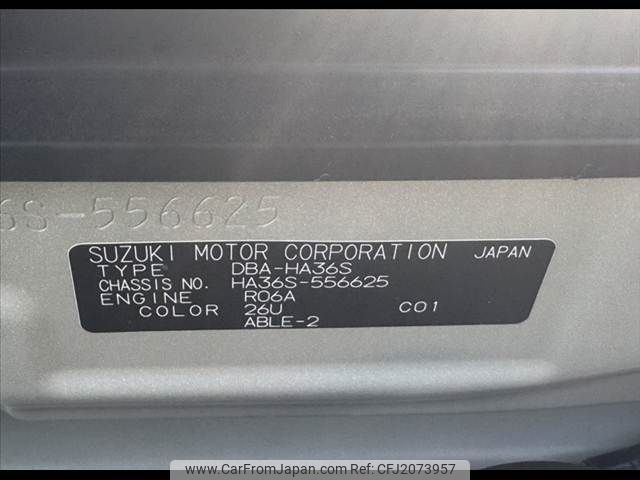 6S-556625
SUZUKI MOTOR CORPORATION JAPAN
TYPE DBA-HA36S
CHASSIS NO. HA36S-556625
ENGINE R06A
COLOR 26U C01
ABLE-2
www.CarFromJapan.com | CFJ2073957